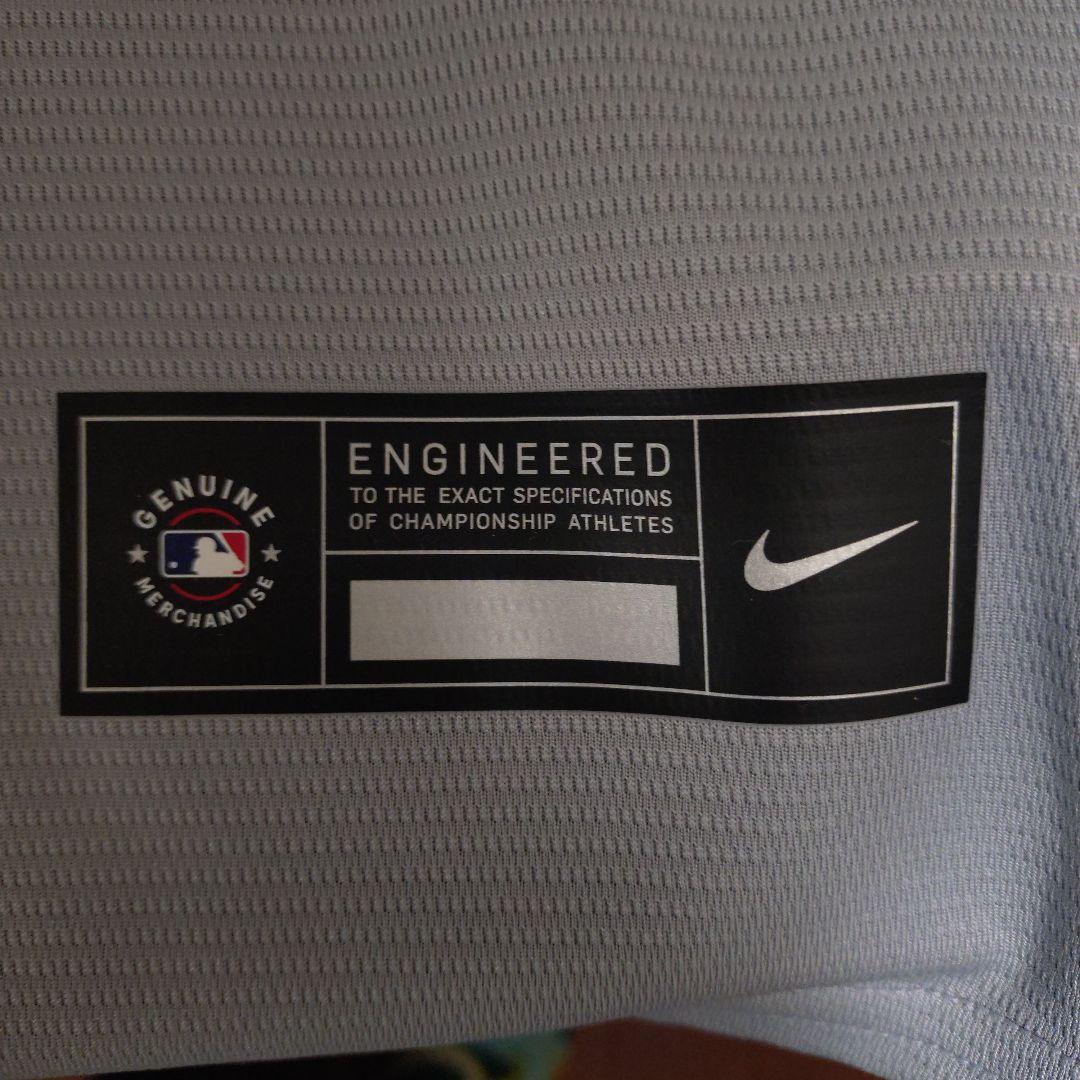 GENUINE
MERCHANDISE
ENGINEERED
TO THE EXACT SPECIFICATIONS
OF CHAMPIONSHIP ATHLETES